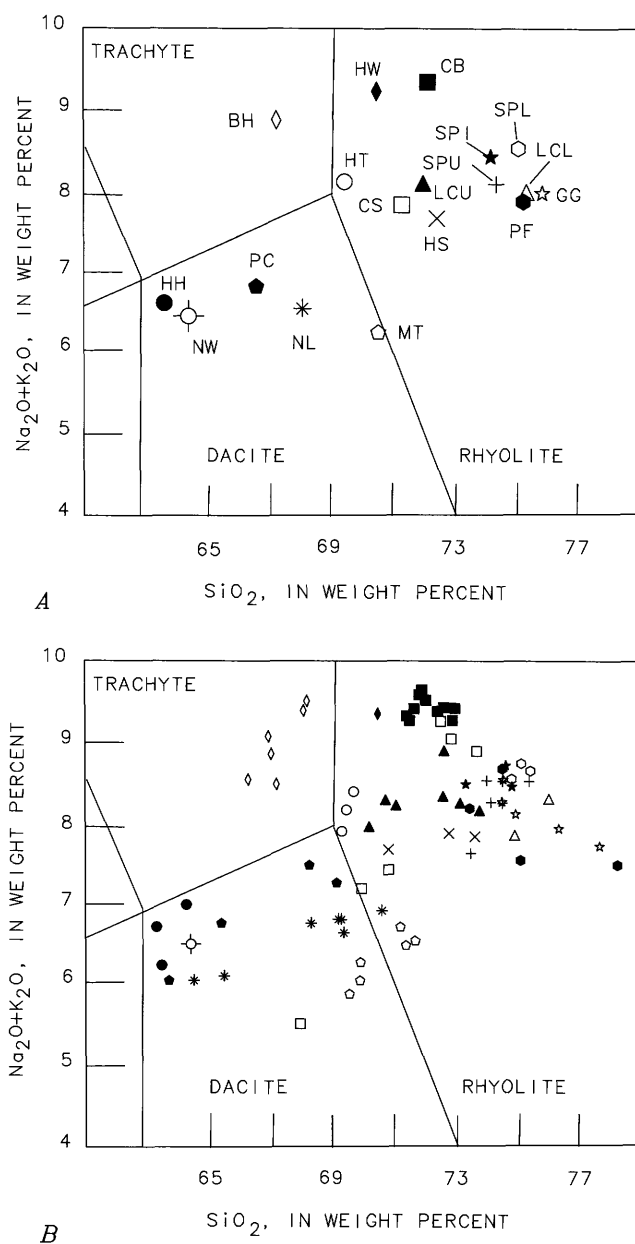 10
TRACHYTE
HW
CB
9
BH
SPL
SPI
HT
SPU
LCL
8
CS
LCU
GG
HS
PF
7
PC
HH
NW
NL
MT
6
5
DACITE
RHYOLITE
4
65 69 73 77
SiO2, IN WEIGHT PERCENT
Na2O+K2O, IN WEIGHT PERCENT
A
10
TRACHYTE
9
8
7
6
5
DACITE
RHYOLITE
4
65 69 73 77
SiO2, IN WEIGHT PERCENT
Na2O+K2O, IN WEIGHT PERCENT
B